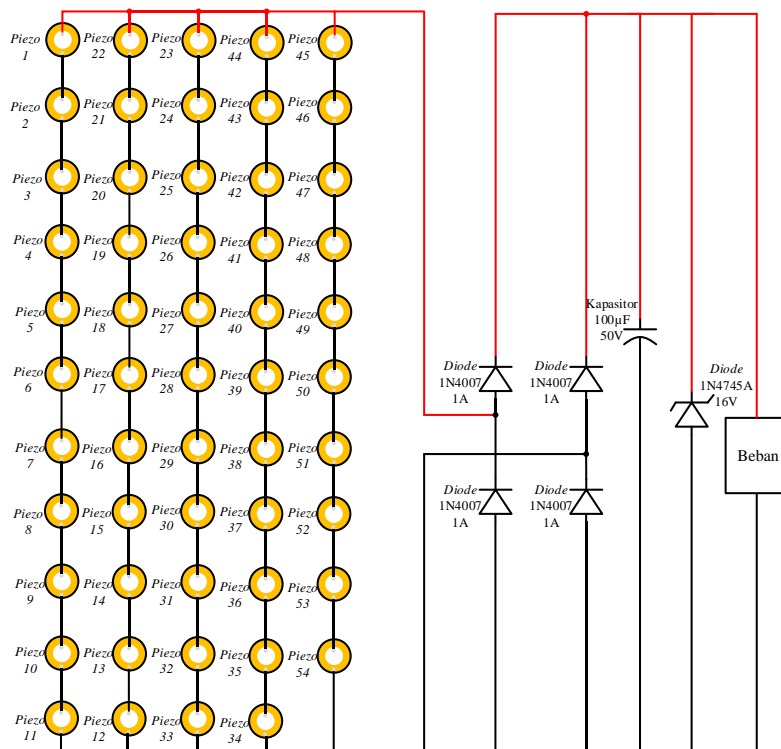 Piezo
1
Piezo
22
Piezo
23
Piezo
44
Piezo
45
Piezo
2
Piezo
21
Piezo
24
Piezo
43
Piezo
46
Piezo
3
Piezo
20
Piezo
25
Piezo
42
Piezo
47
Piezo
4
Piezo
19
Piezo
26
Piezo
41
Piezo
48
Piezo
5
Piezo
18
Piezo
27
Piezo
40
Piezo
49
Piezo
6
Piezo
17
Piezo
28
Piezo
39
Piezo
50
Piezo
7
Piezo
16
Piezo
29
Piezo
38
Piezo
51
Piezo
8
Piezo
15
Piezo
30
Piezo
37
Piezo
52
Piezo
9
Piezo
14
Piezo
31
Piezo
36
Piezo
53
Piezo
10
Piezo
13
Piezo
32
Piezo
35
Piezo
54
Piezo
11
Piezo
12
Piezo
33
Piezo
34
Kapasitor
100µF
50V
Diode
1N4007
1A
Diode
1N4007
1A
Diode
1N4745A
16V
Beban
Diode
1N4007
1A
Diode
1N4007
1A